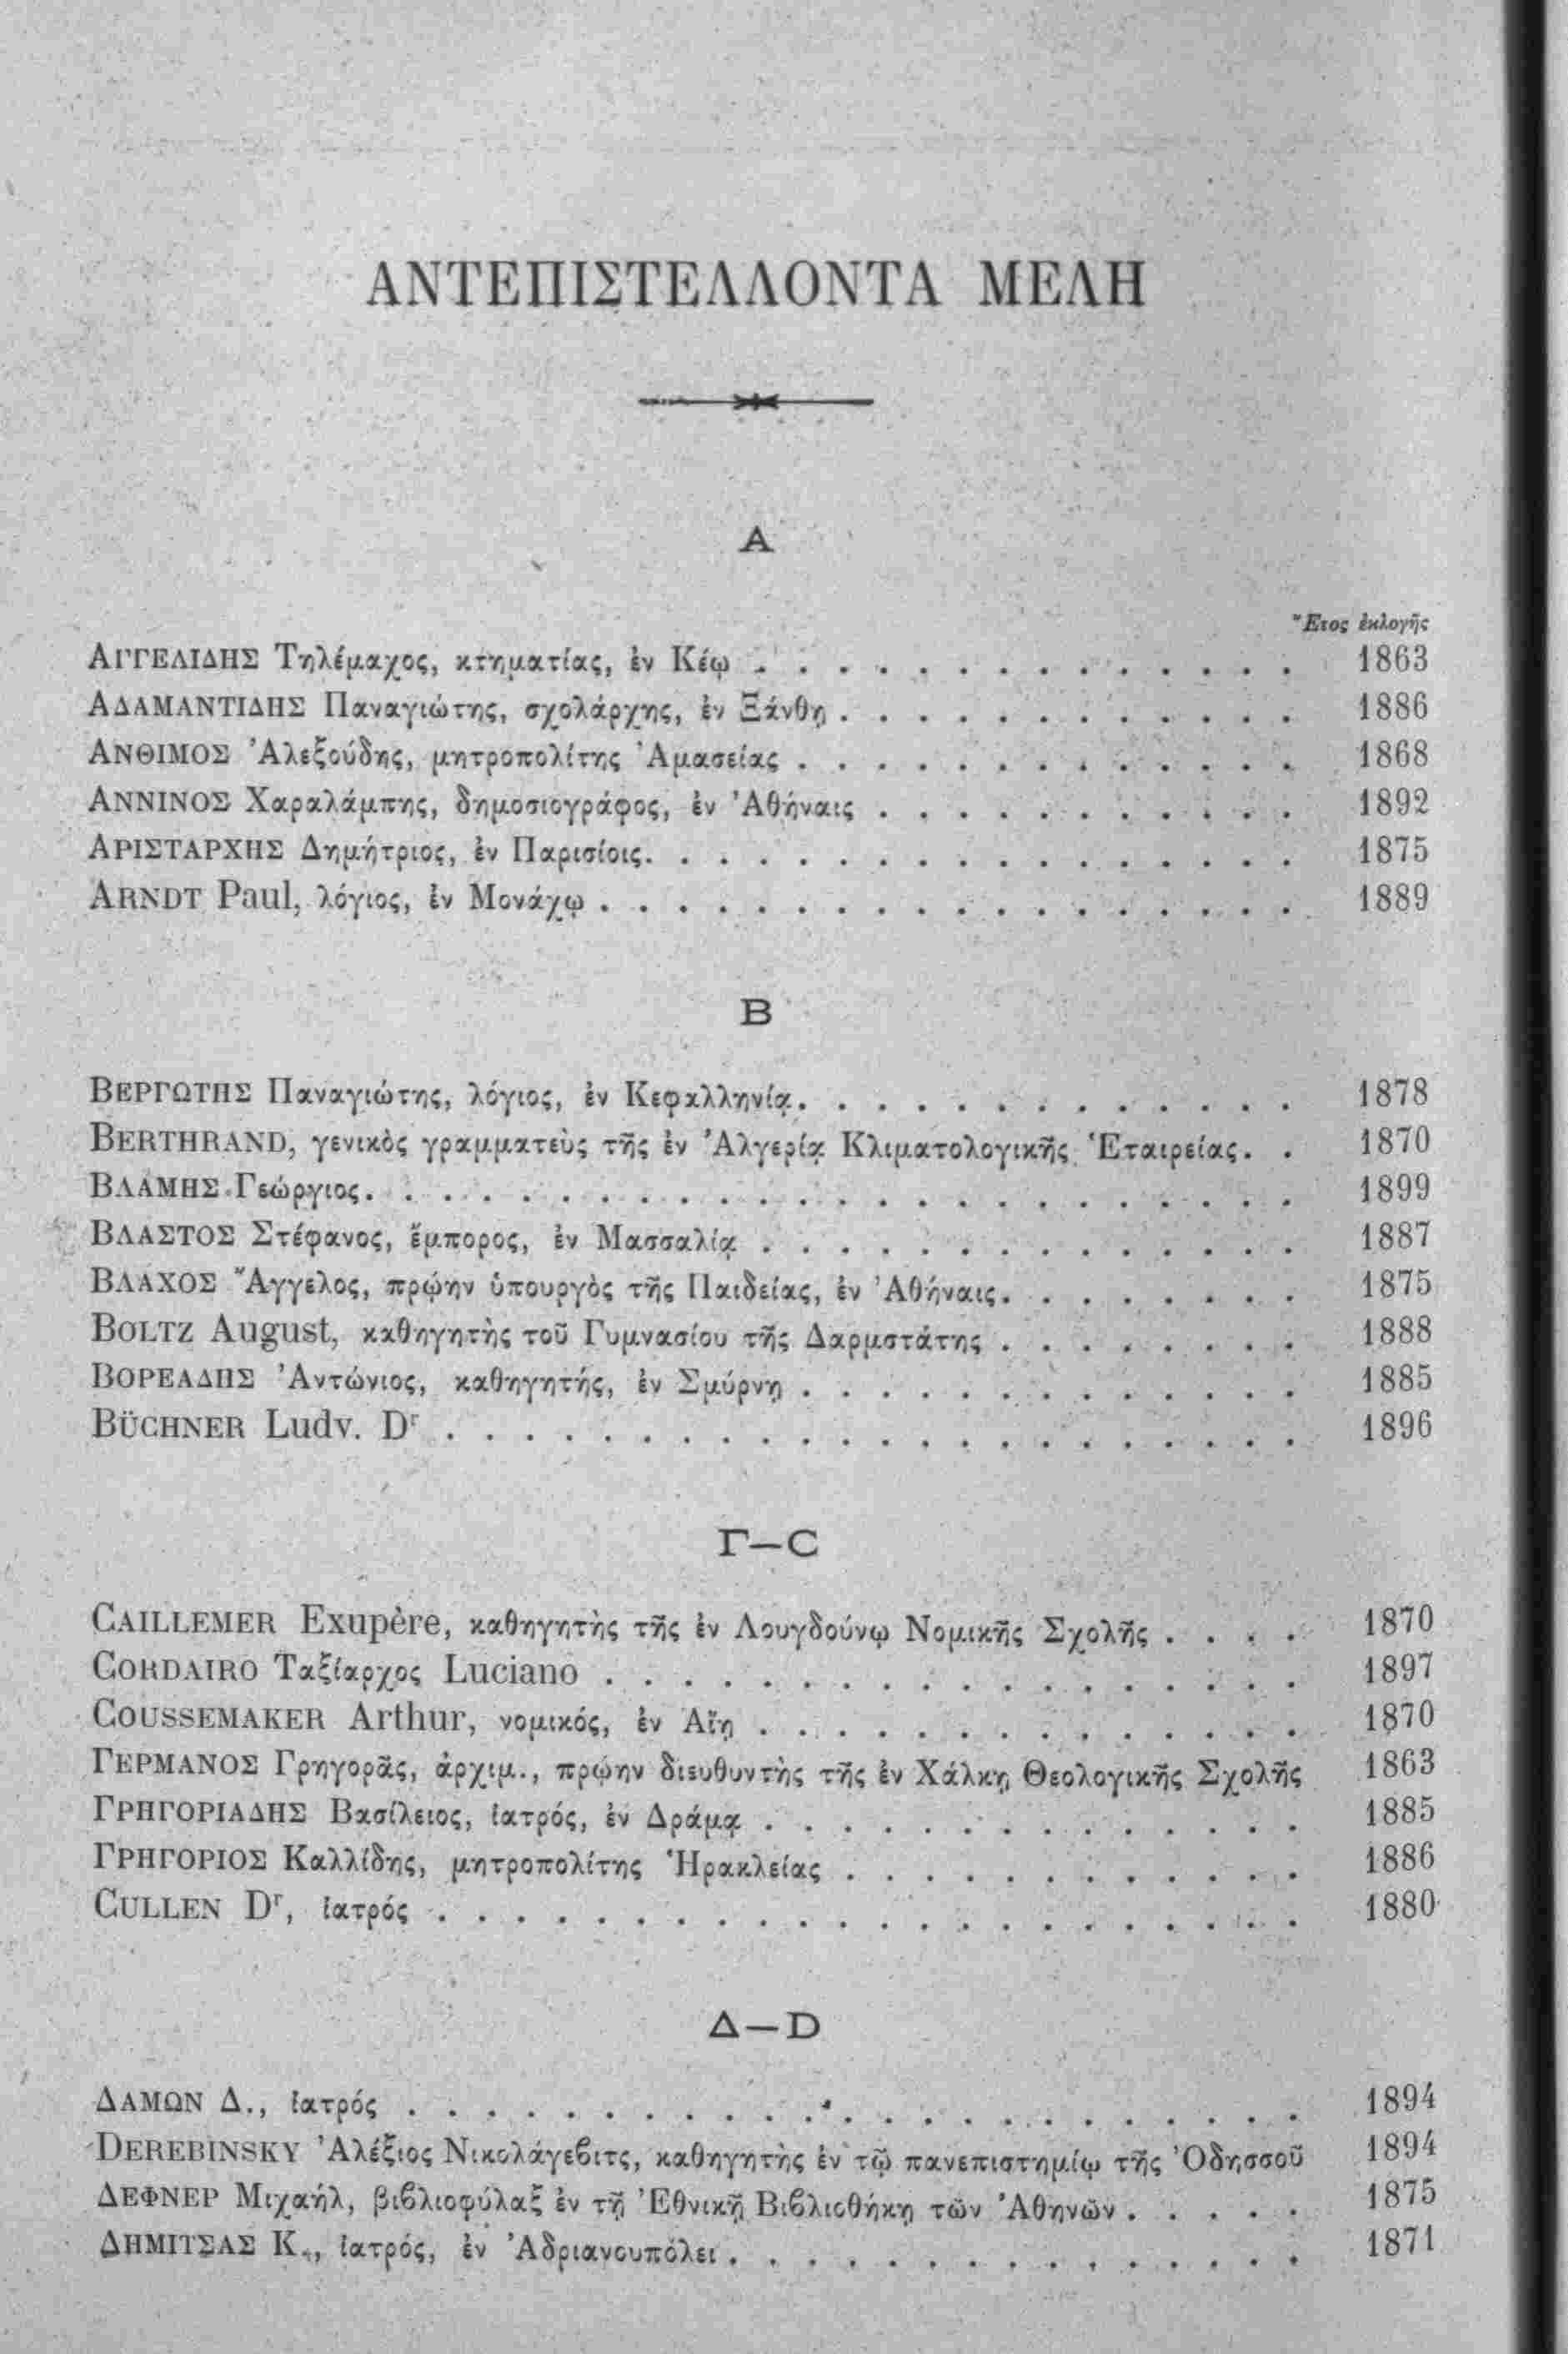 ΑΝΤΕΠΙΣΤΕΛΛΟΝΤΑ ΜΕΛΗ
Α
Ἔτος ἐκλογῆς
ΑΓΓΕΛΙΔΗΣ Τηλέμαχος, κτηματίας, ἐν Κέῳ . . . . . . . . . . . . . . 1863
ΑΔΑΜΑΝΤΙΔΗΣ Παναγιώτης, σχολάρχης, ἐν Ξάνθῃ . . . . . . . . . . . . 1886
ΑΝΘΙΜΟΣ Ἀλεξούδης, μητροπολίτης Ἀμασείας . . . . . . . . . . . . . 1868
ΑΝΝΙΝΟΣ Χαραλάμπης, δημοσιογράφος, ἐν Ἀθήναις . . . . . . . . . . . 1892
ΑΡΙΣΤΑΡΧΗΣ Δημήτριος, ἐν Παρισίοις. . . . . . . . . . . . . . . . . 1875
ARNDT Paul, λόγιος, ἐν Μονάχῳ . . . . . . . . . . . . . . . . . . 1889
Β
ΒΕΡΓΩΤΗΣ Παναγιώτης, λόγιος, ἐν Κεφαλληνίᾳ. . . . . . . . . . . . . 1878
BERTHRAND, γενικὸς γραμματεὺς τῆς ἐν Ἀλγερίᾳ Κλιματολογικῆς Ἑταιρείας. . 1870
ΒΛΑΜΗΣ Γεώργιος. . . . . . . . . . . . . . . . . . . . . . . . 1899
ΒΛΑΣΤΟΣ Στέφανος, ἔμπορος, ἐν Μασσαλίᾳ . . . . . . . . . . . . . . 1887
ΒΛΑΧΟΣ Ἄγγελος, πρῴην ὑπουργὸς τῆς Παιδείας, ἐν Ἀθήναις. . . . . . . . 1875
BOLTZ August, καθηγητὴς τοῦ Γυμνασίου τῆς Δαρμστάτης . . . . . . . . 1888
ΒΟΡΕΑΔΗΣ Ἀντώνιος, καθηγητής, ἐν Σμύρνῃ . . . . . . . . . . . . . 1885
BÜCHNER Ludv. Dr . . . . . . . . . . . . . . . . . . . . . . 1896
Γ—C
CAILLEMER Exupère, καθηγητὴς τῆς ἐν Λουγδούνῳ Νομικῆς Σχολῆς . . . . 1870
CORDAIRO Ταξίαρχος Luciano . . . . . . . . . . . . . . . . . . 1897
COUSSEMAKER Arthur, νομικός, ἐν Αἴῃ . . . . . . . . . . . . . . 1870
ΓΕΡΜΑΝΟΣ Γρηγορᾶς, ἀρχιμ., πρῴην διευθυντὴς τῆς ἐν Χάλκῃ Θεολογικῆς Σχολῆς 1863
ΓΡΗΓΟΡΙΑΔΗΣ Βασίλειος, ἰατρός, ἐν Δράμᾳ . . . . . . . . . . . . . . 1885
ΓΡΗΓΟΡΙΟΣ Καλλίδης, μητροπολίτης Ἡρακλείας . . . . . . . . . . . . 1886
CULLEN Dr, ἰατρός . . . . . . . . . . . . . . . . . . . . . . 1880
Δ—D
ΔΑΜΩΝ Δ., ἰατρός . . . . . . . . . . . . . . . . . . . . . . . 1894
DEREBINSKY Ἀλέξιος Νικολάγεβιτς, καθηγητὴς ἐν τῷ πανεπιστημίῳ τῆς Ὀδησσοῦ 1894
ΔΕΦΝΕΡ Μιχαήλ, βιβλιοφύλαξ ἐν τῇ Ἐθνικῇ Βιβλιοθήκῃ τῶν Ἀθηνῶν . . . . . 1875
ΔΗΜΙΤΣΑΣ Κ., ἰατρός, ἐν Ἀδριανουπόλει . . . . . . . . . . . . . . . 1871